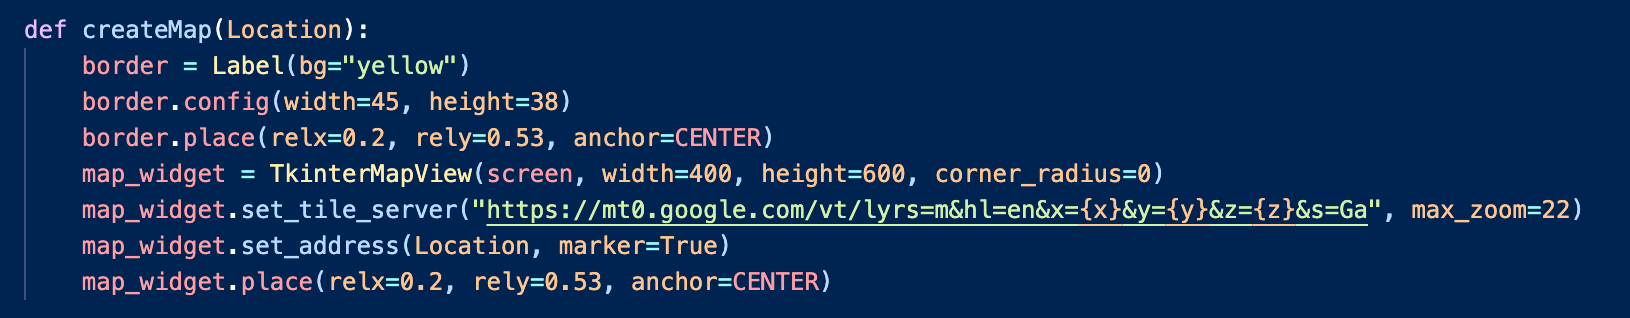 def createMap(Location):
    border = Label(bg="yellow")
    border.config(width=45, height=38)
    border.place(relx=0.2, rely=0.53, anchor=CENTER)
    map_widget = TkinterMapView(screen, width=400, height=600, corner_radius=0)
    map_widget.set_tile_server("https://mt0.google.com/vt/lyrs=m&hl=en&x={x}&y={y}&z={z}&s=Ga", max_zoom=22)
    map_widget.set_address(Location, marker=True)
    map_widget.place(relx=0.2, rely=0.53, anchor=CENTER)